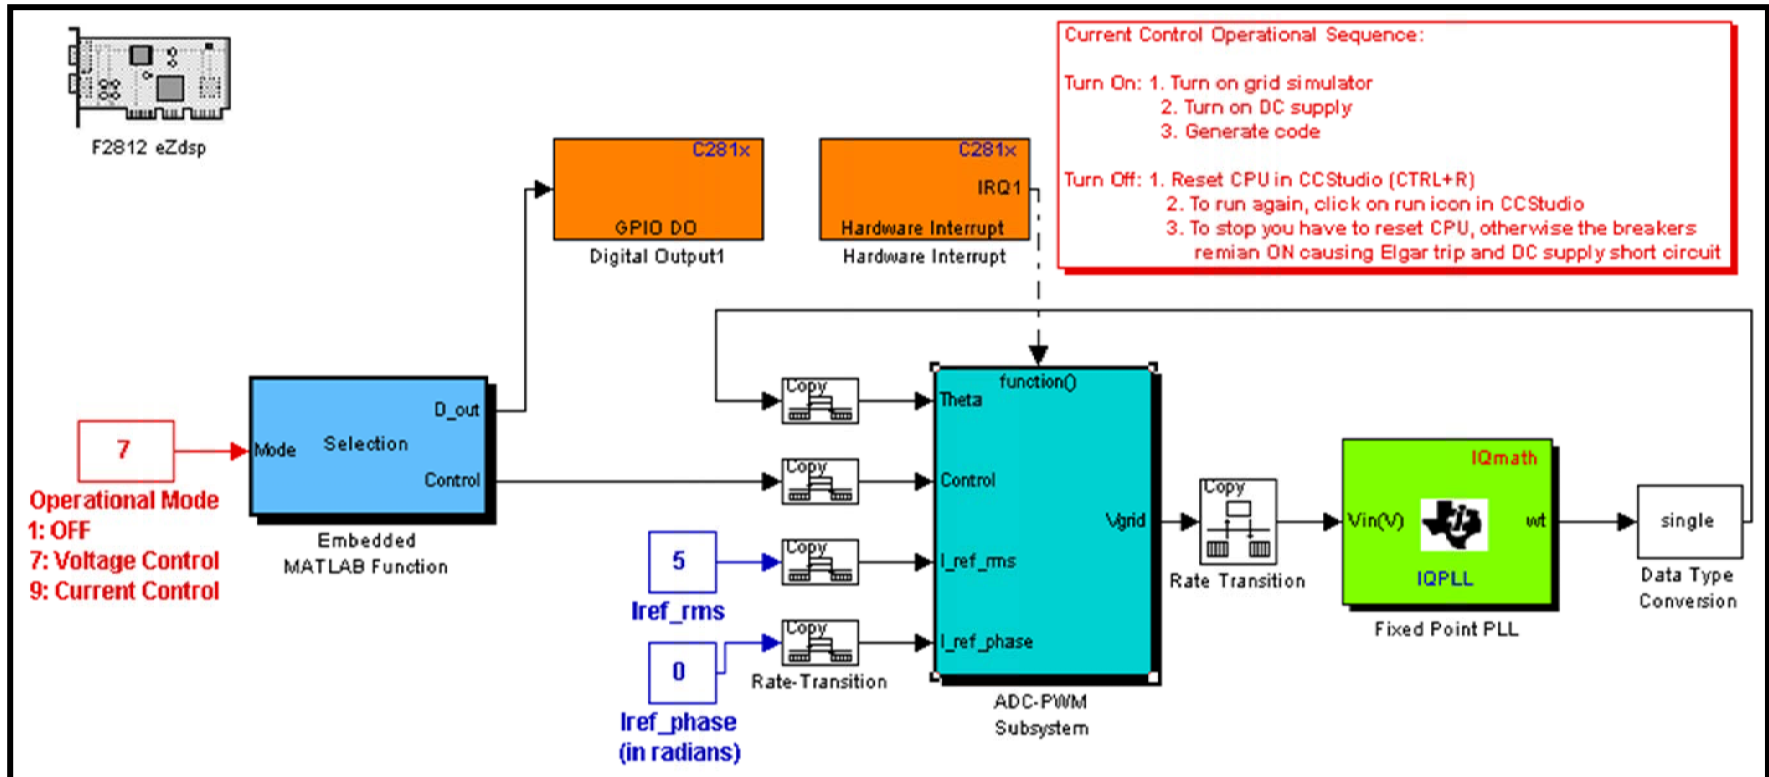 Current Control Operational Sequence:
Turn On: 1. Turn on grid simulator
2. Turn on DC supply
3. Generate code
Turn Off: 1. Reset CPU in CCStudio (CTRL+R)
2. To run again, click on run icon in CCStudio
3. To stop you have to reset CPU, otherwise the breakers
remian ON causing Elgar trip and DC supply short circuit
F2812 eZdsp
C281x
GPIO DO
Digital Output1
C281x
IRQ1
Hardware Interrupt
Hardware Interrupt
7
Operational Mode
1: OFF
7: Voltage Control
9: Current Control
Mode
Selection
D_out
Control
Embedded
MATLAB Function
5
Iref_rms
0
Iref_phase
(in radians)
Copy
Copy
Copy
Copy
Rate-Transition
function()
Theta
Control
I_ref_rms
I_ref_phase
Vgrid
ADC-PWM
Subsystem
Copy
Rate Transition
IQmath
Vin(V)
wt
IQPLL
Fixed Point PLL
single
Data Type
Conversion